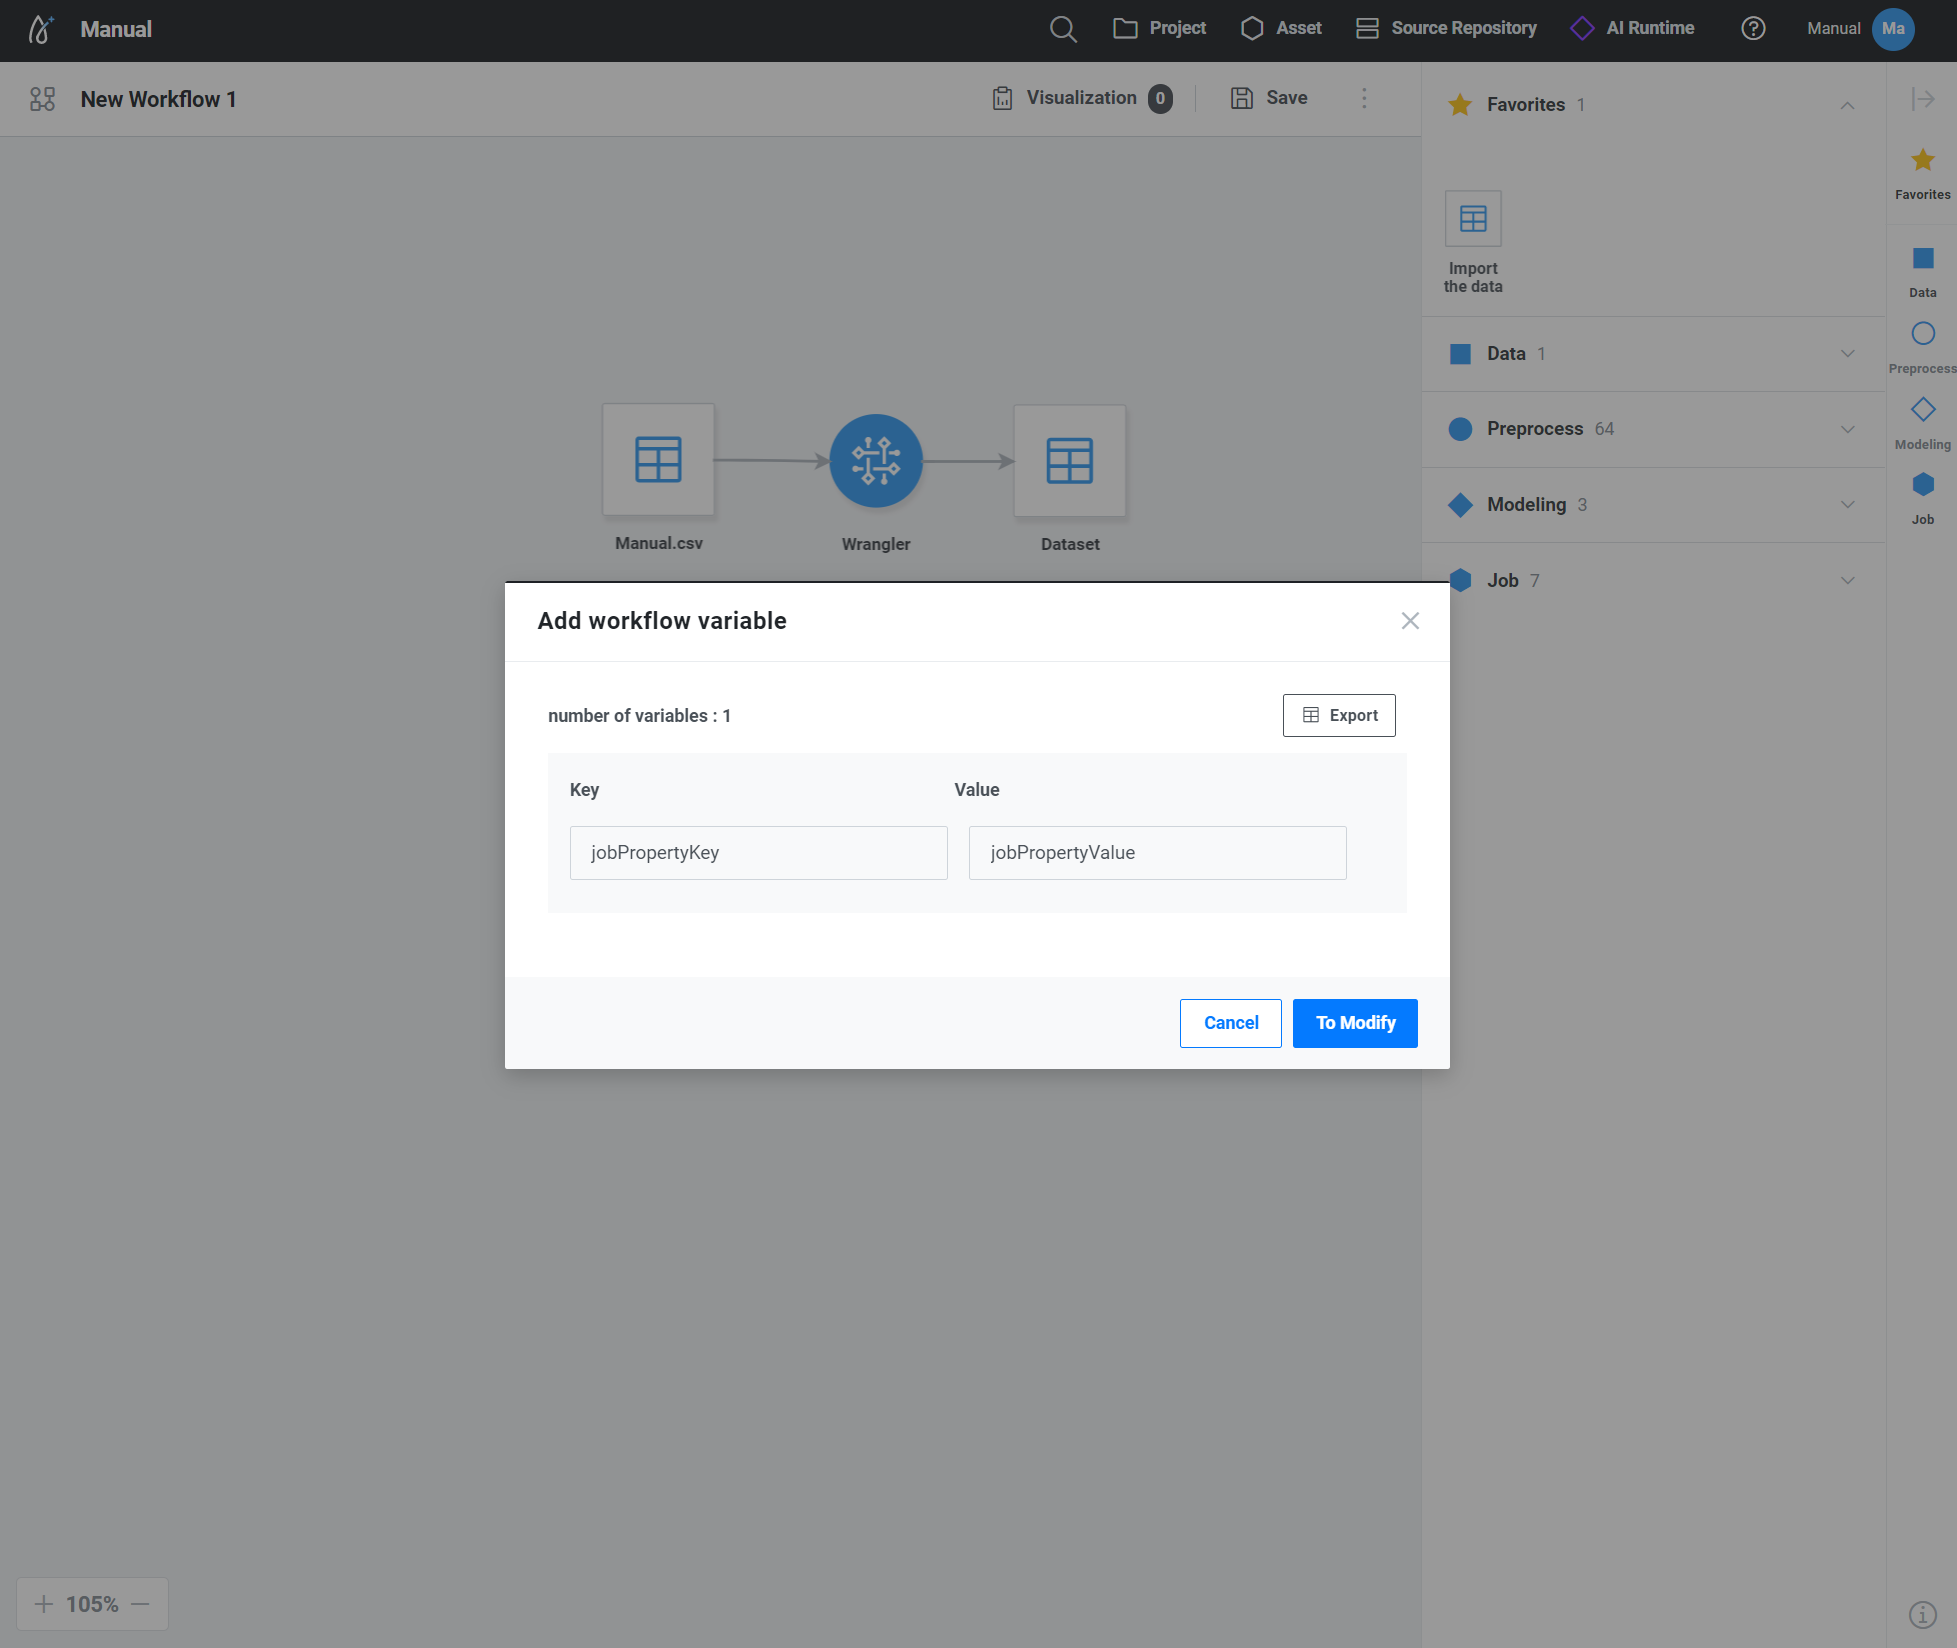 Manual
Project
Asset
Source Repository
AI Runtime
Manual
Ma
New Workflow 1
Visualization 0
Save
Favorites 1
Import
the data
Data 1
Preprocess 64
Modeling 3
Job 7
Favorites
Data
Preprocess
Modeling
Job
Manual.csv
Wrangler
Dataset
Add workflow variable
number of variables : 1
Export
Key
Value
jobPropertyKey
jobPropertyValue
Cancel
To Modify
105%